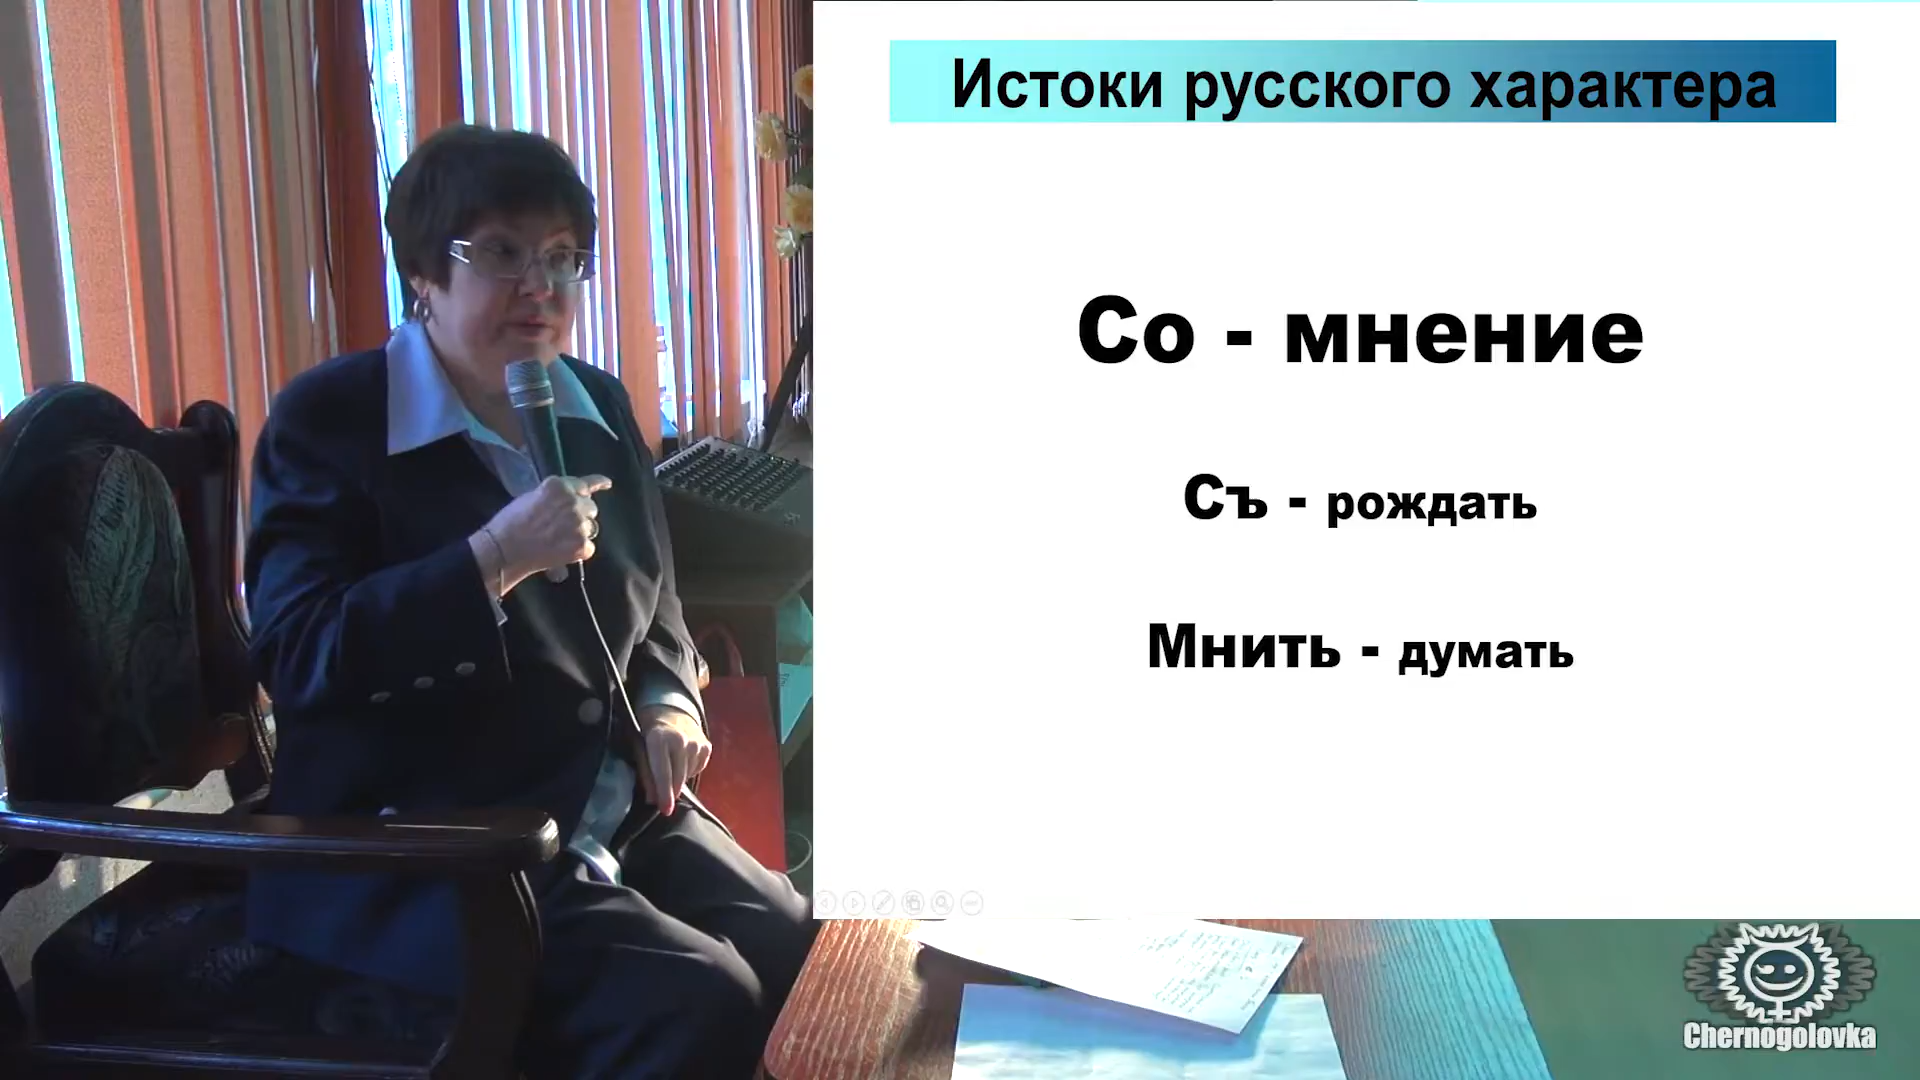 Истоки русского характера
Со - мнение
Съ - рождать
Мнить - думать
Chernogolovka